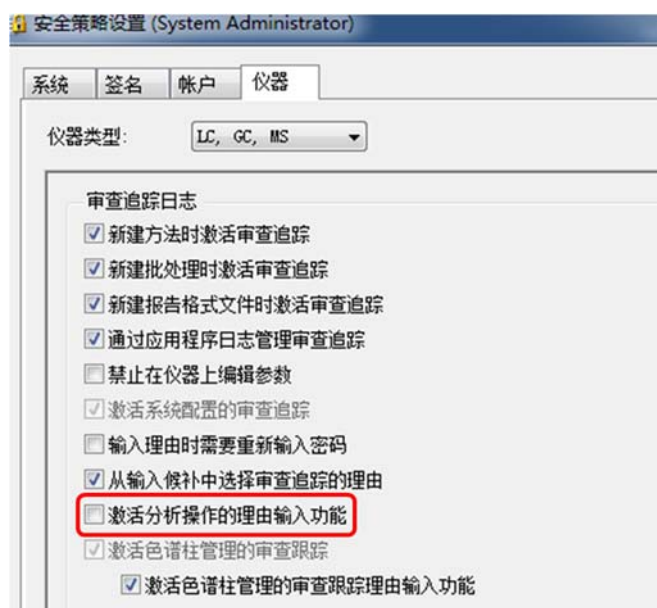 安全策略设置 (System Administrator)
系统 签名 帐户 仪器
仪器类型: LC, GC, MS
审查追踪日志
新建方法时激活审查追踪
新建批处理时激活审查追踪
新建报告格式文件时激活审查追踪
通过应用程序日志管理审查追踪
禁止在仪器上编辑参数
激活系统配置的审查追踪
输入理由时需要重新输入密码
从输入候补中选择审查追踪的理由
激活分析操作的理由输入功能
激活色谱柱管理的审查跟踪
激活色谱柱管理的审查跟踪理由输入功能